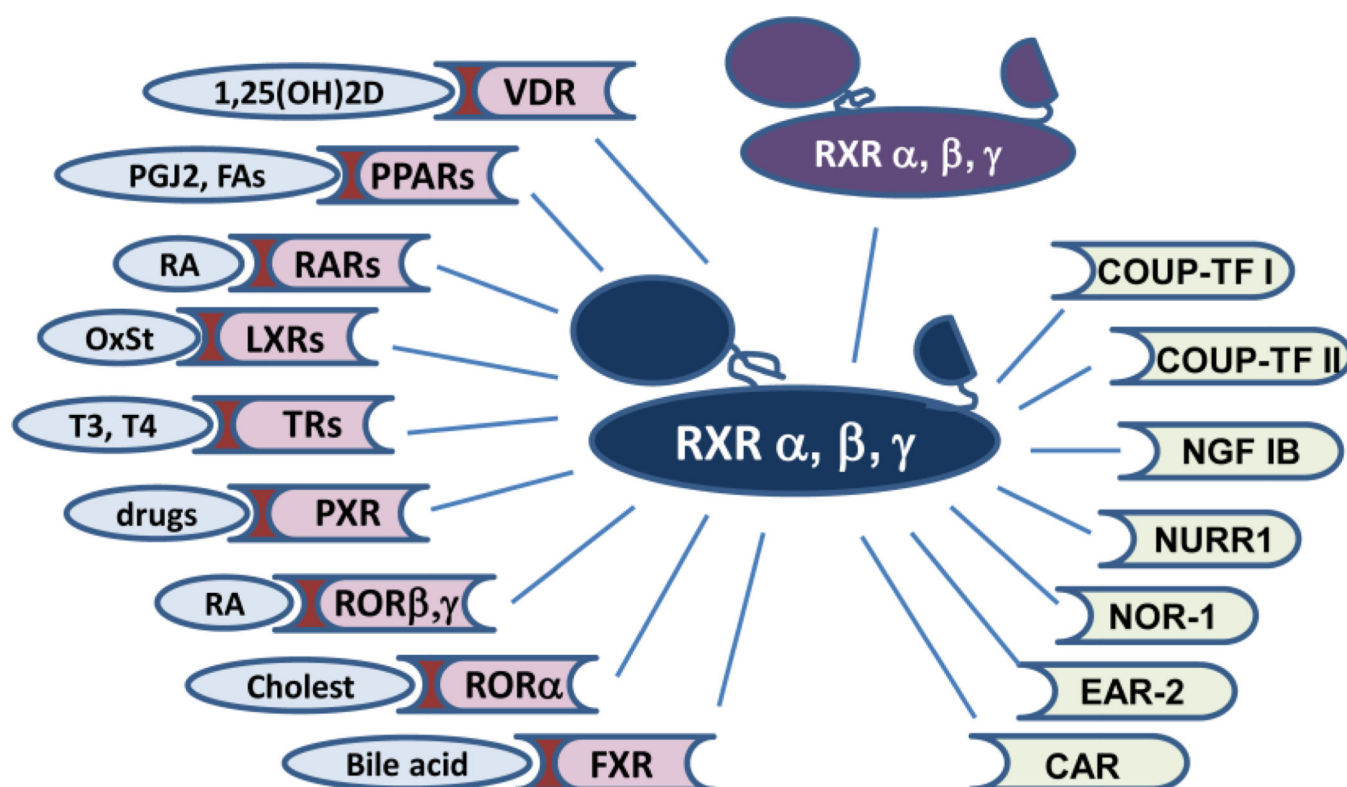 1,25(OH)2D
VDR
RXR α, β, γ
PGJ2, FAs
PPARs
RA
RARs
COUP-TF I
OxSt
LXRs
COUP-TF II
T3, T4
TRs
RXR α, β, γ
NGF IB
drugs
PXR
NURR1
RA
RORβ,γ
NOR-1
Cholest
RORα
EAR-2
Bile acid
FXR
CAR